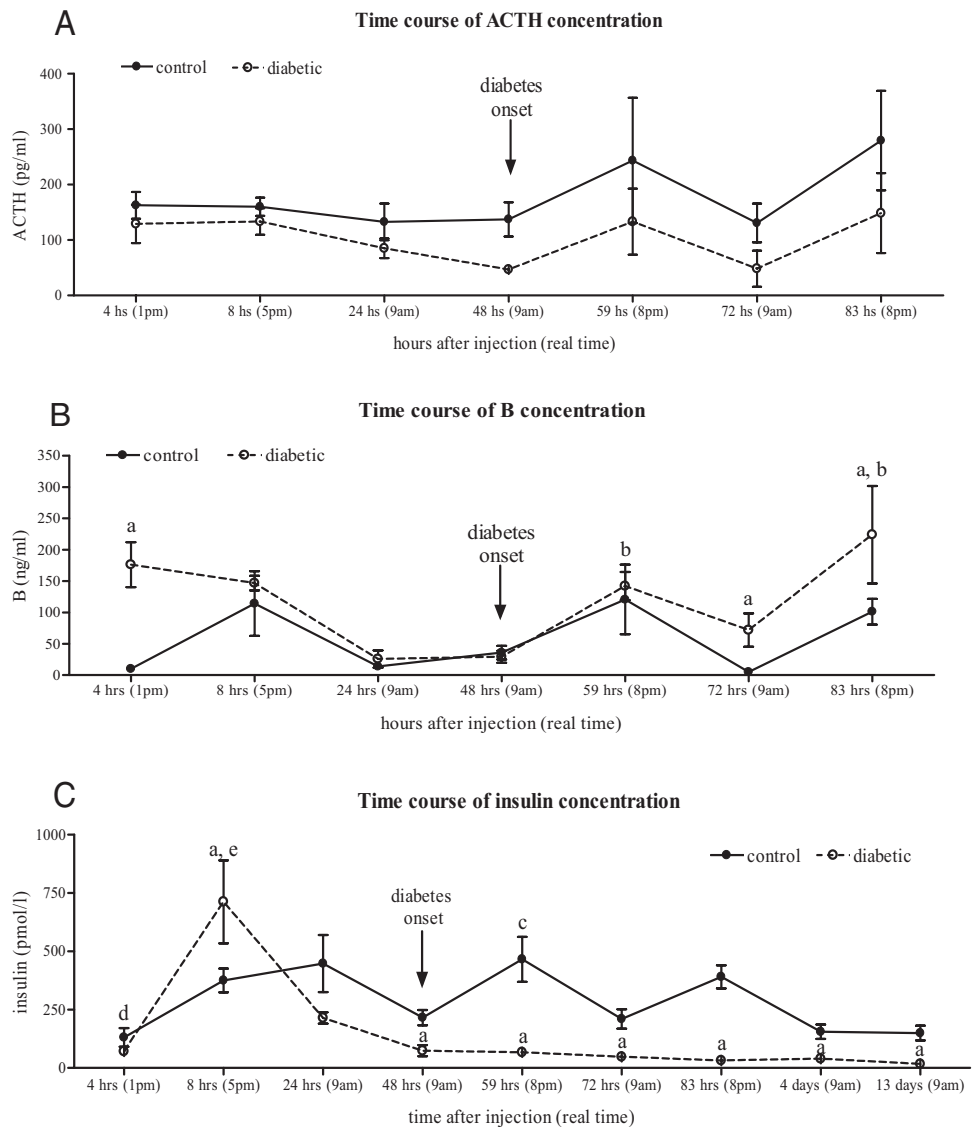 A
Time course of ACTH concentration
control diabetic
400
300
200
100
0
ACTH (pg/ml)
diabetes
onset
4 hs (1pm) 8 hs (5pm) 24 hs (9am) 48 hs (9am) 59 hs (8pm) 72 hs (9am) 83 hs (8pm)
hours after injection (real time)
B
Time course of B concentration
control diabetic
350
300
250
200
150
100
50
0
B (ng/ml)
a
diabetes
onset
b
a
a, b
4 hrs (1pm) 8 hrs (5pm) 24 hrs (9am) 48 hrs (9am) 59 hrs (8pm) 72 hrs (9am) 83 hrs (8pm)
hours after injection (real time)
C
Time course of insulin concentration
control diabetic
1000
750
500
250
0
insulin (pmol/l)
d
a, e
diabetes
onset
c
a a a a a a
4 hrs (1pm) 8 hrs (5pm) 24 hrs (9am) 48 hrs (9am) 59 hrs (8pm) 72 hrs (9am) 83 hrs (8pm) 4 days (9am) 13 days (9am)
time after injection (real time)